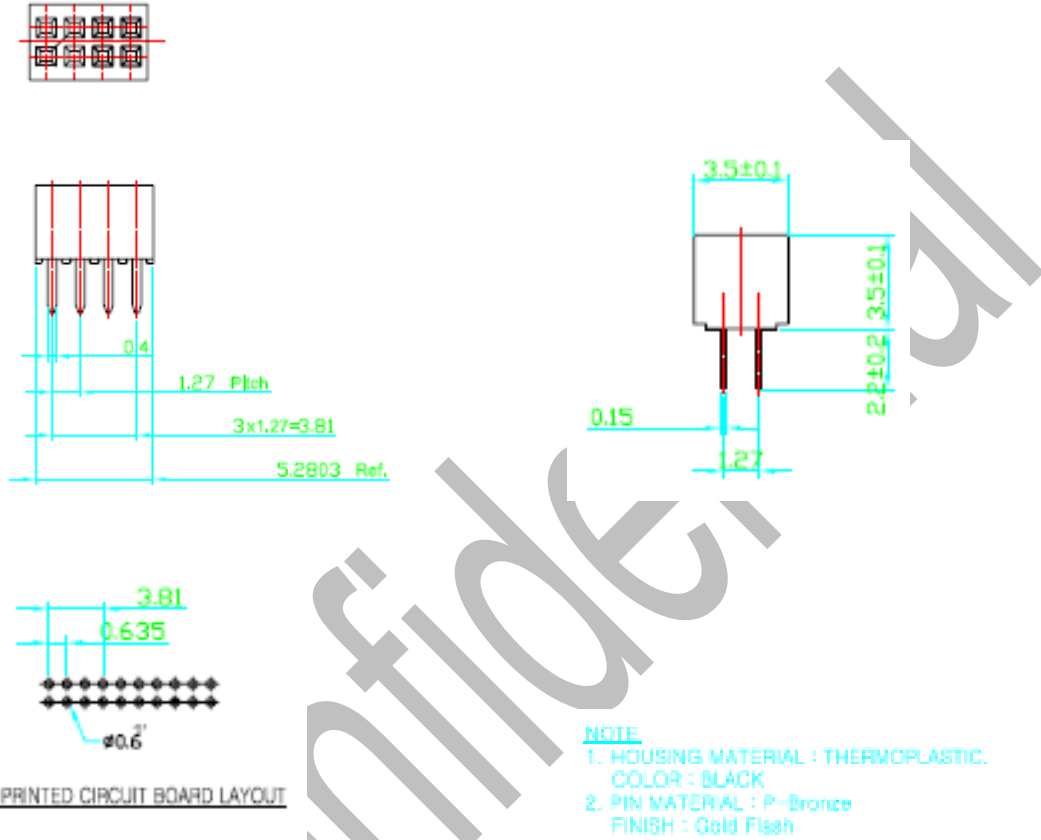 3.5±0.1
3.5±0.1
2.2±0.2
0.4
1.27 Pitch
3x1.27=3.81
5.2803 Ref.
0.15
1.27
3.81
0.635
ø0.6
PRINTED CIRCUIT BOARD LAYOUT
NOTE
1. HOUSING MATERIAL : THERMOPLASTIC.
COLOR : BLACK
2. PIN MATERIAL : P-Bronze
FINISH : Gold Flash